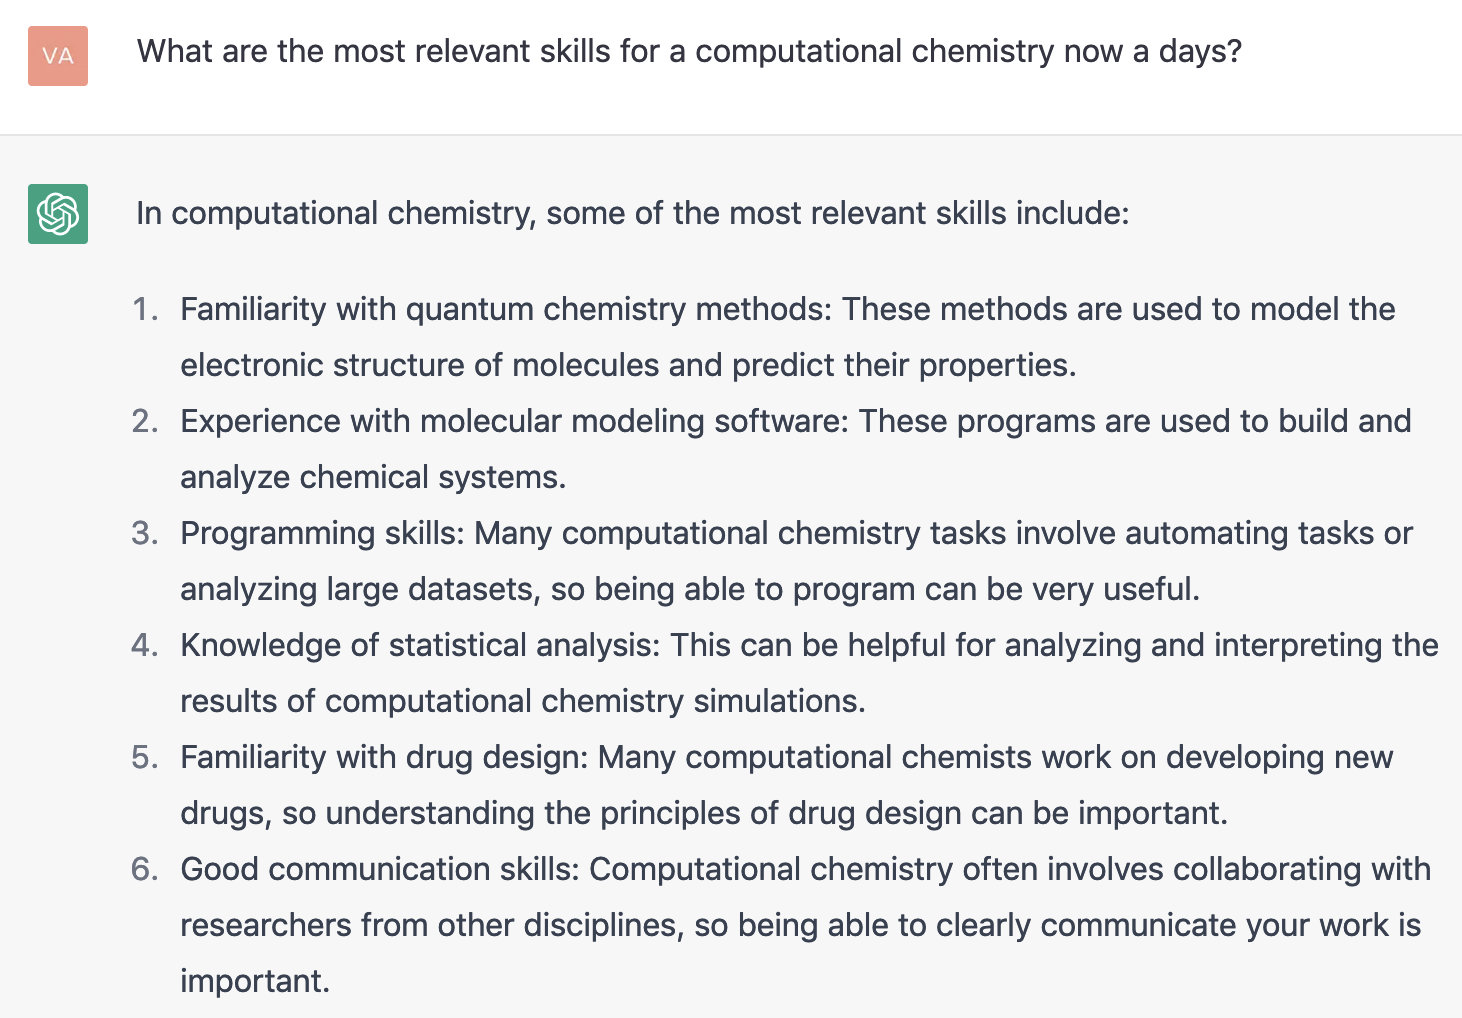 VA
What are the most relevant skills for a computational chemistry now a days?
In computational chemistry, some of the most relevant skills include:
1. Familiarity with quantum chemistry methods: These methods are used to model the
electronic structure of molecules and predict their properties.
2. Experience with molecular modeling software: These programs are used to build and
analyze chemical systems.
3. Programming skills: Many computational chemistry tasks involve automating tasks or
analyzing large datasets, so being able to program can be very useful.
4. Knowledge of statistical analysis: This can be helpful for analyzing and interpreting the
results of computational chemistry simulations.
5. Familiarity with drug design: Many computational chemists work on developing new
drugs, so understanding the principles of drug design can be important.
6. Good communication skills: Computational chemistry often involves collaborating with
researchers from other disciplines, so being able to clearly communicate your work is
important.